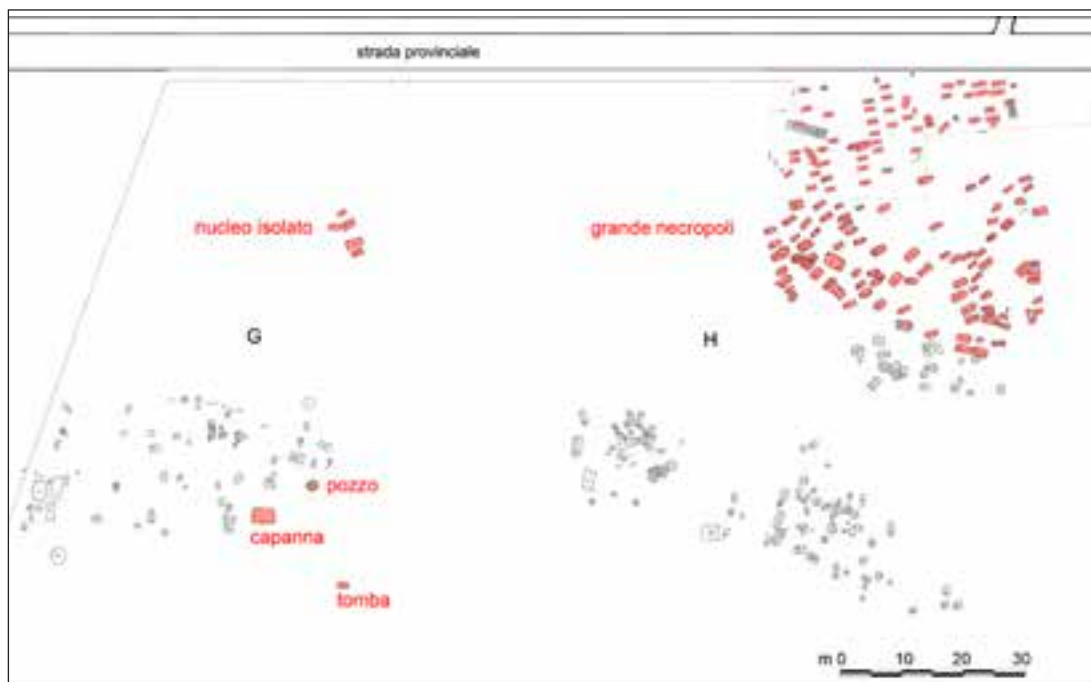 strada provinciale
nucleo isolato
grande necropoli
G
H
pozzo
capanna
tomba
m 0 10 20 30